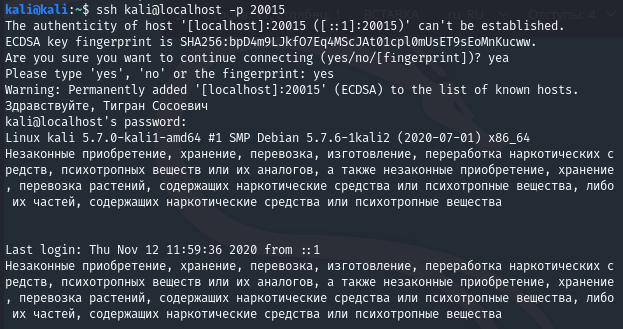 kali@kali:~$ ssh kali@localhost -p 20015
The authenticity of host '[localhost]:20015 ([::1]:20015)' can't be established.
ECDSA key fingerprint is SHA256:bpD4m9LJkfO7Eq4MScJAt01cpl0mUsET9sEoMnKucww.
Are you sure you want to continue connecting (yes/no/[fingerprint])? yea
Please type 'yes', 'no' or the fingerprint: yes
Warning: Permanently added '[localhost]:20015' (ECDSA) to the list of known hosts.
Здравствуйте, Тигран Сосоевич
kali@localhost's password:
Linux kali 5.7.0-kali1-amd64 #1 SMP Debian 5.7.6-1kali2 (2020-07-01) x86_64
Незаконные приобретение, хранение, перевозка, изготовление, переработка наркотических с
редств, психотропных веществ или их аналогов, а также незаконные приобретение, хранение
, перевозка растений, содержащих наркотические средства или психотропные вещества, либо
их частей, содержащих наркотические средства или психотропные вещества
Last login: Thu Nov 12 11:59:36 2020 from ::1
Незаконные приобретение, хранение, перевозка, изготовление, переработка наркотических с
редств, психотропных веществ или их аналогов, а также незаконные приобретение, хранение
, перевозка растений, содержащих наркотические средства или психотропные вещества, либо
их частей, содержащих наркотические средства или психотропные вещества